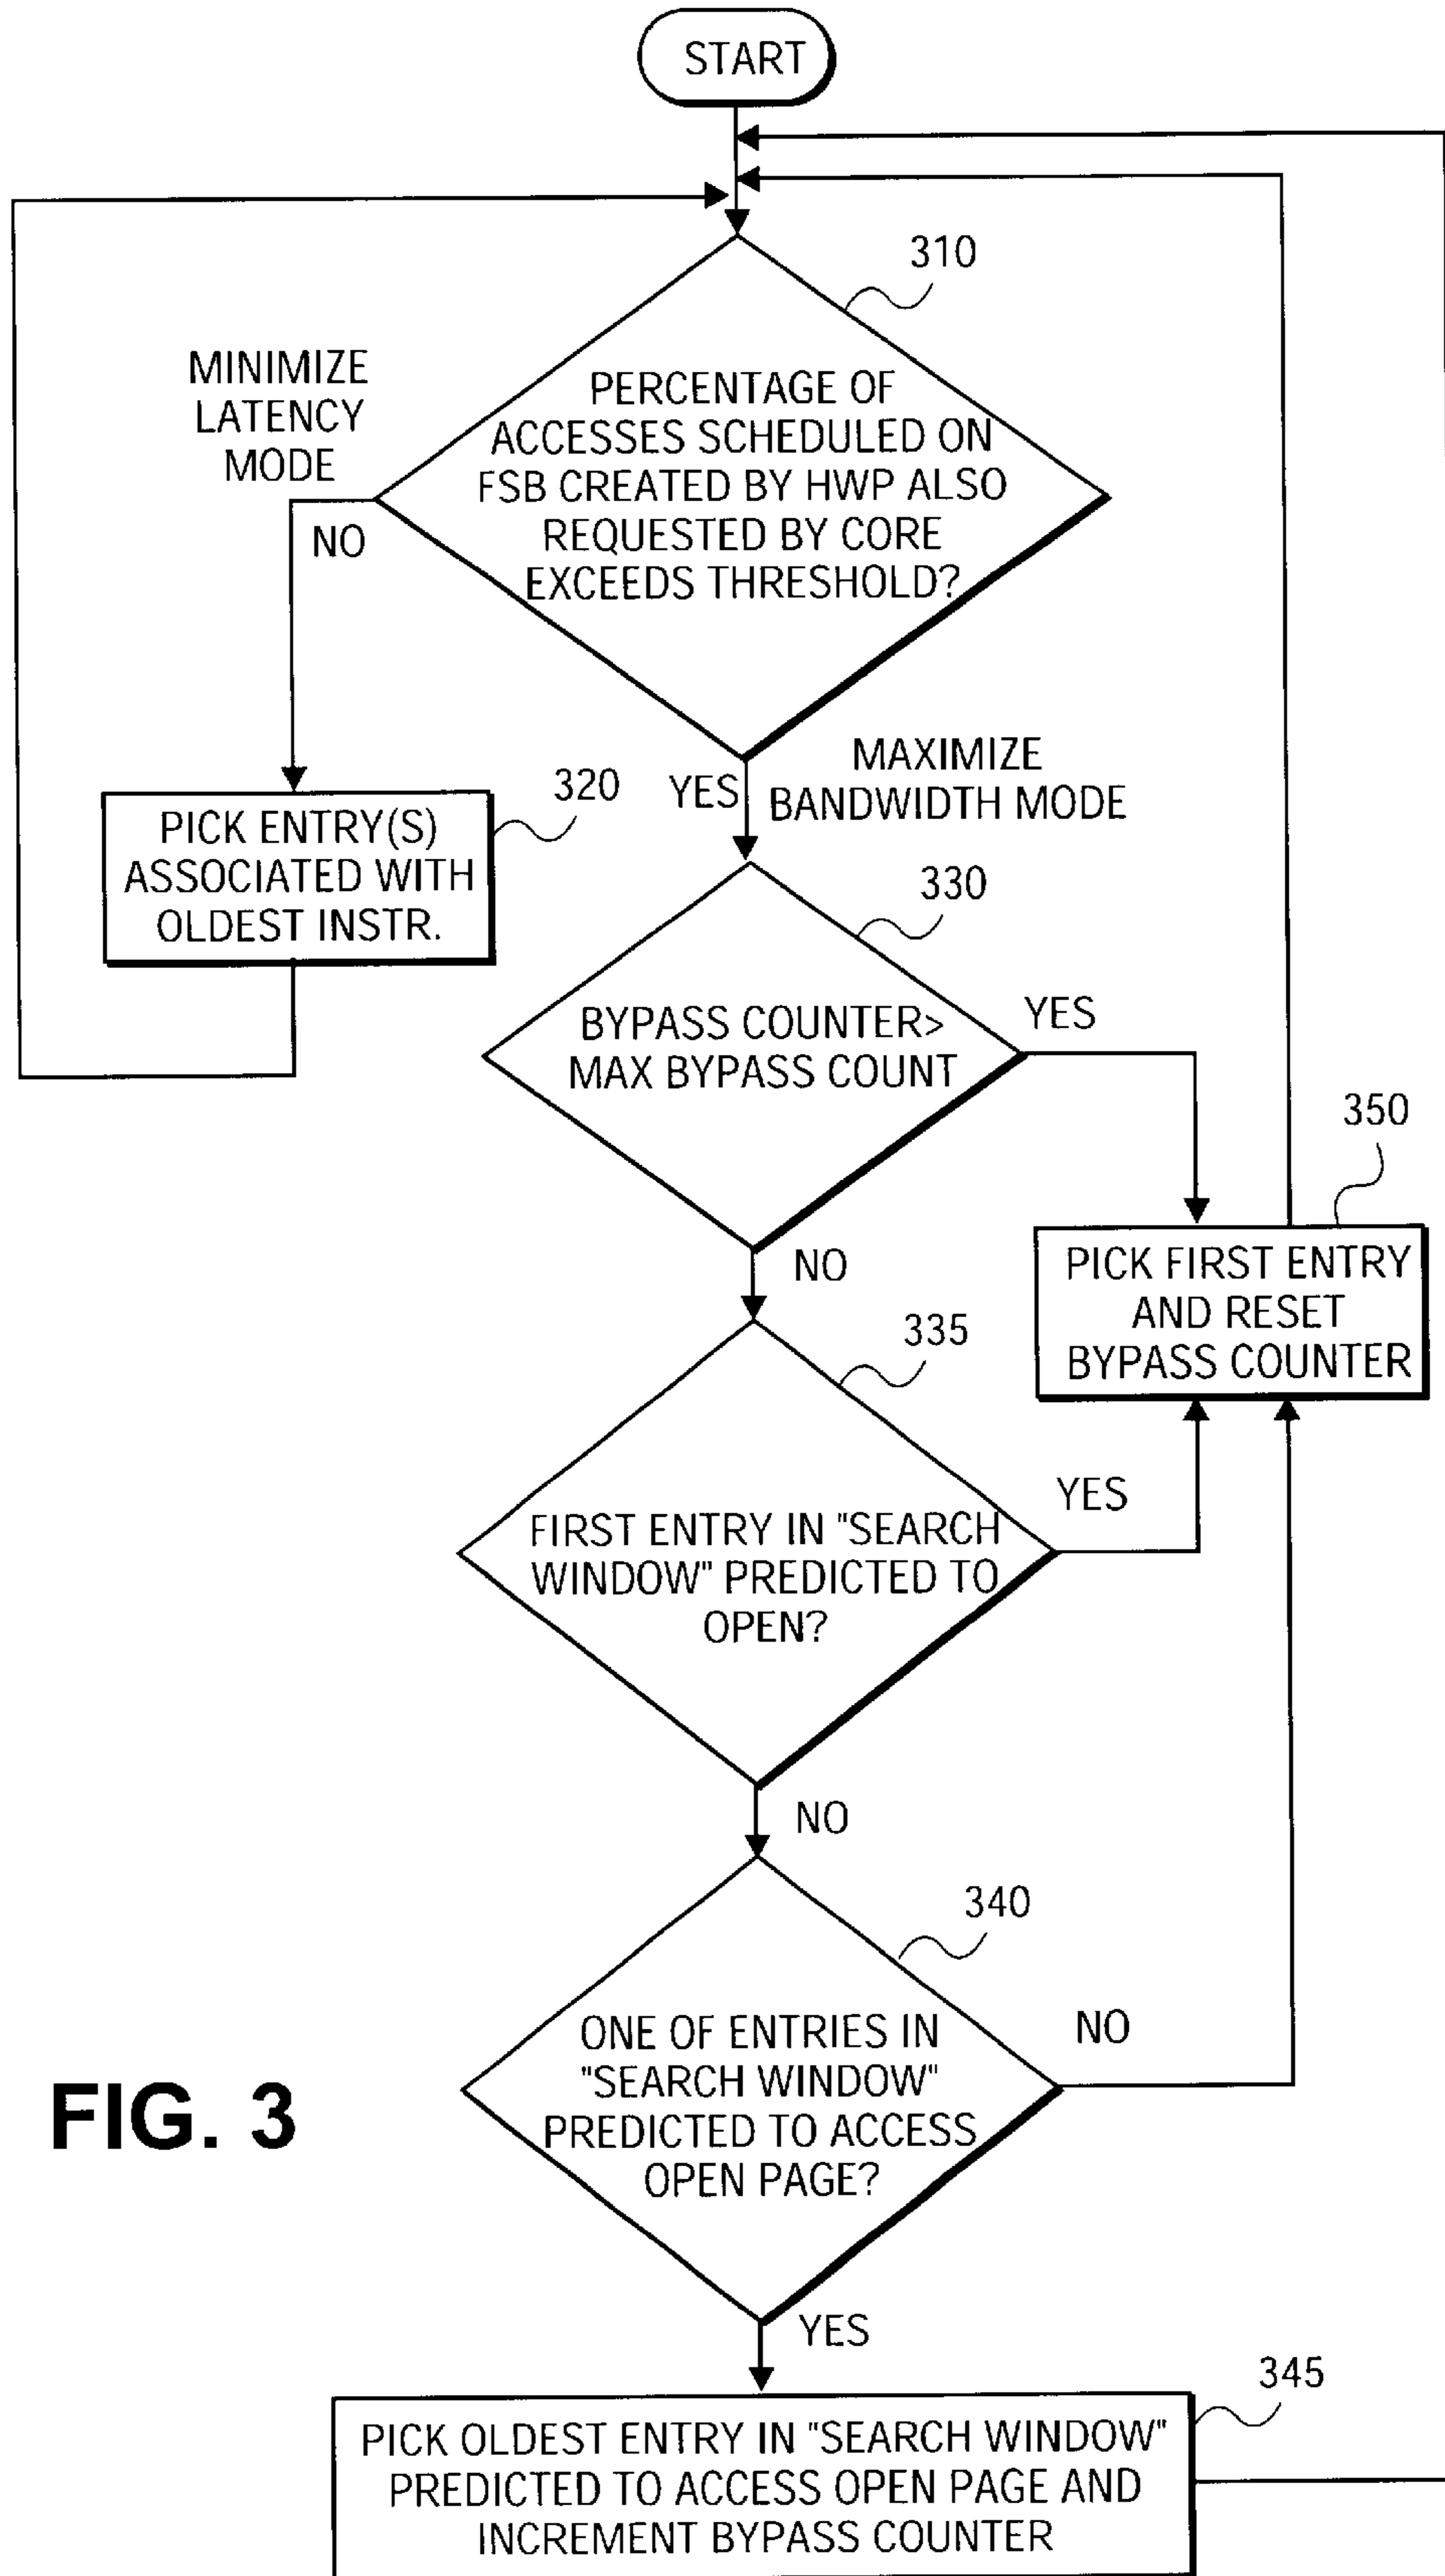 START
310
PERCENTAGE OF
ACCESSES SCHEDULED ON
FSB CREATED BY HWP ALSO
REQUESTED BY CORE
EXCEEDS THRESHOLD?
MINIMIZE
LATENCY
MODE
NO
YES
MAXIMIZE
BANDWIDTH MODE
320
PICK ENTRY(S)
ASSOCIATED WITH
OLDEST INSTR.
330
BYPASS COUNTER>
MAX BYPASS COUNT
YES
NO
350
PICK FIRST ENTRY
AND RESET
BYPASS COUNTER
335
FIRST ENTRY IN "SEARCH
WINDOW" PREDICTED TO
OPEN?
YES
NO
340
ONE OF ENTRIES IN
"SEARCH WINDOW"
PREDICTED TO ACCESS
OPEN PAGE?
NO
YES
FIG. 3
345
PICK OLDEST ENTRY IN "SEARCH WINDOW"
PREDICTED TO ACCESS OPEN PAGE AND
INCREMENT BYPASS COUNTER